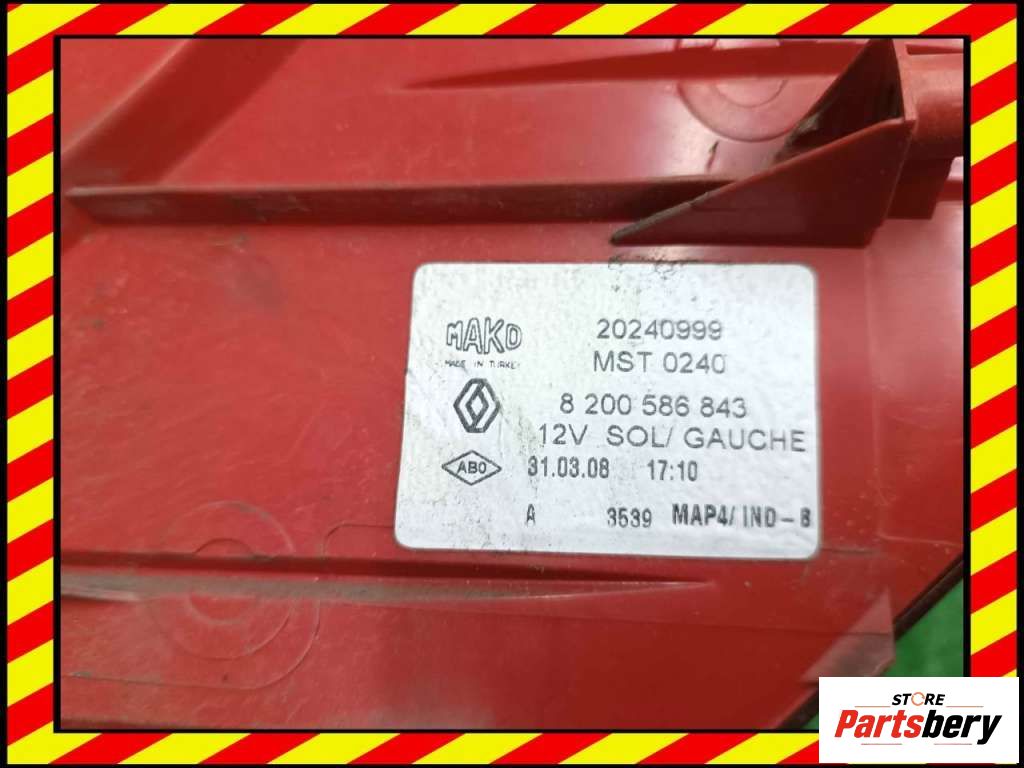 MAKO
MADE IN TURKEY
20240999
MST 0240
8 200 586 843
12V SOL/ GAUCHE
ABO
31.03.08 17:10
A 3539 MAP4/ IND-8
STORE
Partsbery